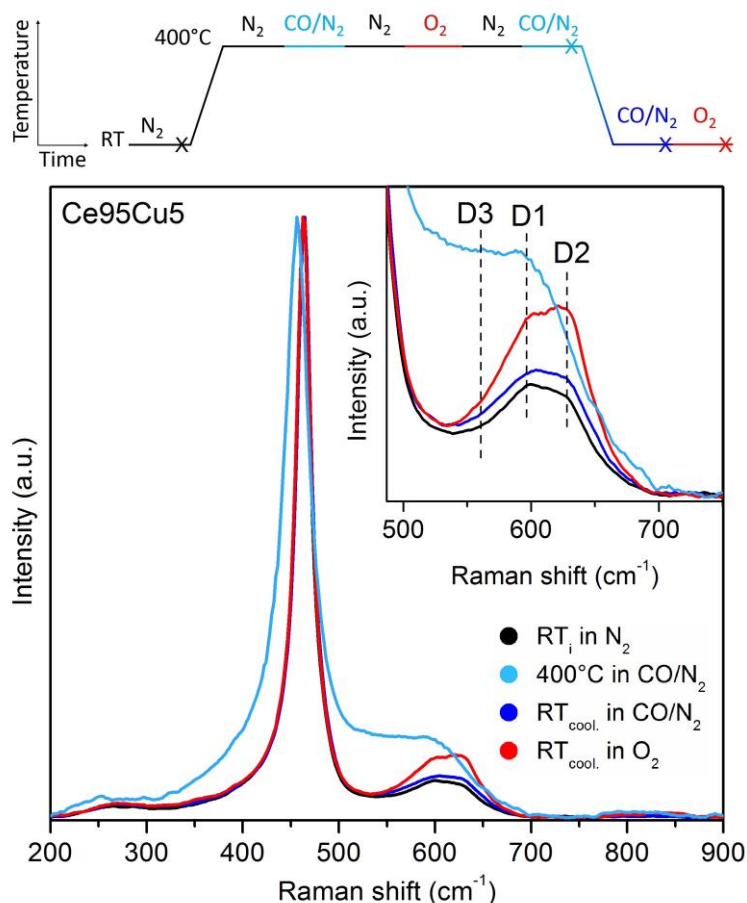 Temperature
Time
400°C
RT
N₂
N₂
CO/N₂
N₂
O₂
N₂
CO/N₂
CO/N₂
O₂
Ce95Cu5
Intensity (a.u.)
Raman shift (cm⁻¹)
200
300
400
500
600
700
800
900
D3
D1
D2
Intensity (a.u.)
500
600
700
Raman shift (cm⁻¹)
RTᵢ in N₂
400°C in CO/N₂
RT_cool. in CO/N₂
RT_cool. in O₂